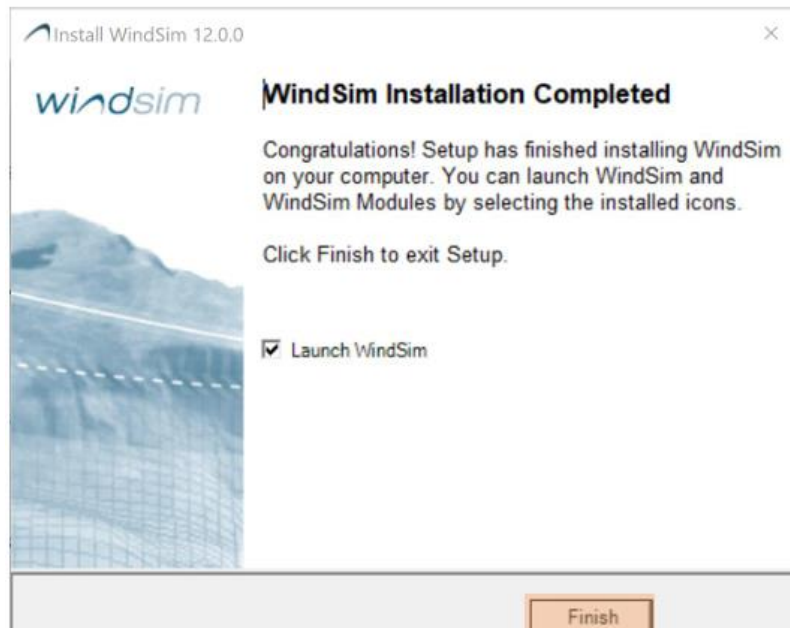 Install WindSim 12.0.0
windsim
WindSim Installation Completed
Congratulations! Setup has finished installing WindSim
on your computer. You can launch WindSim and
WindSim Modules by selecting the installed icons.
Click Finish to exit Setup.
Launch WindSim
Finish